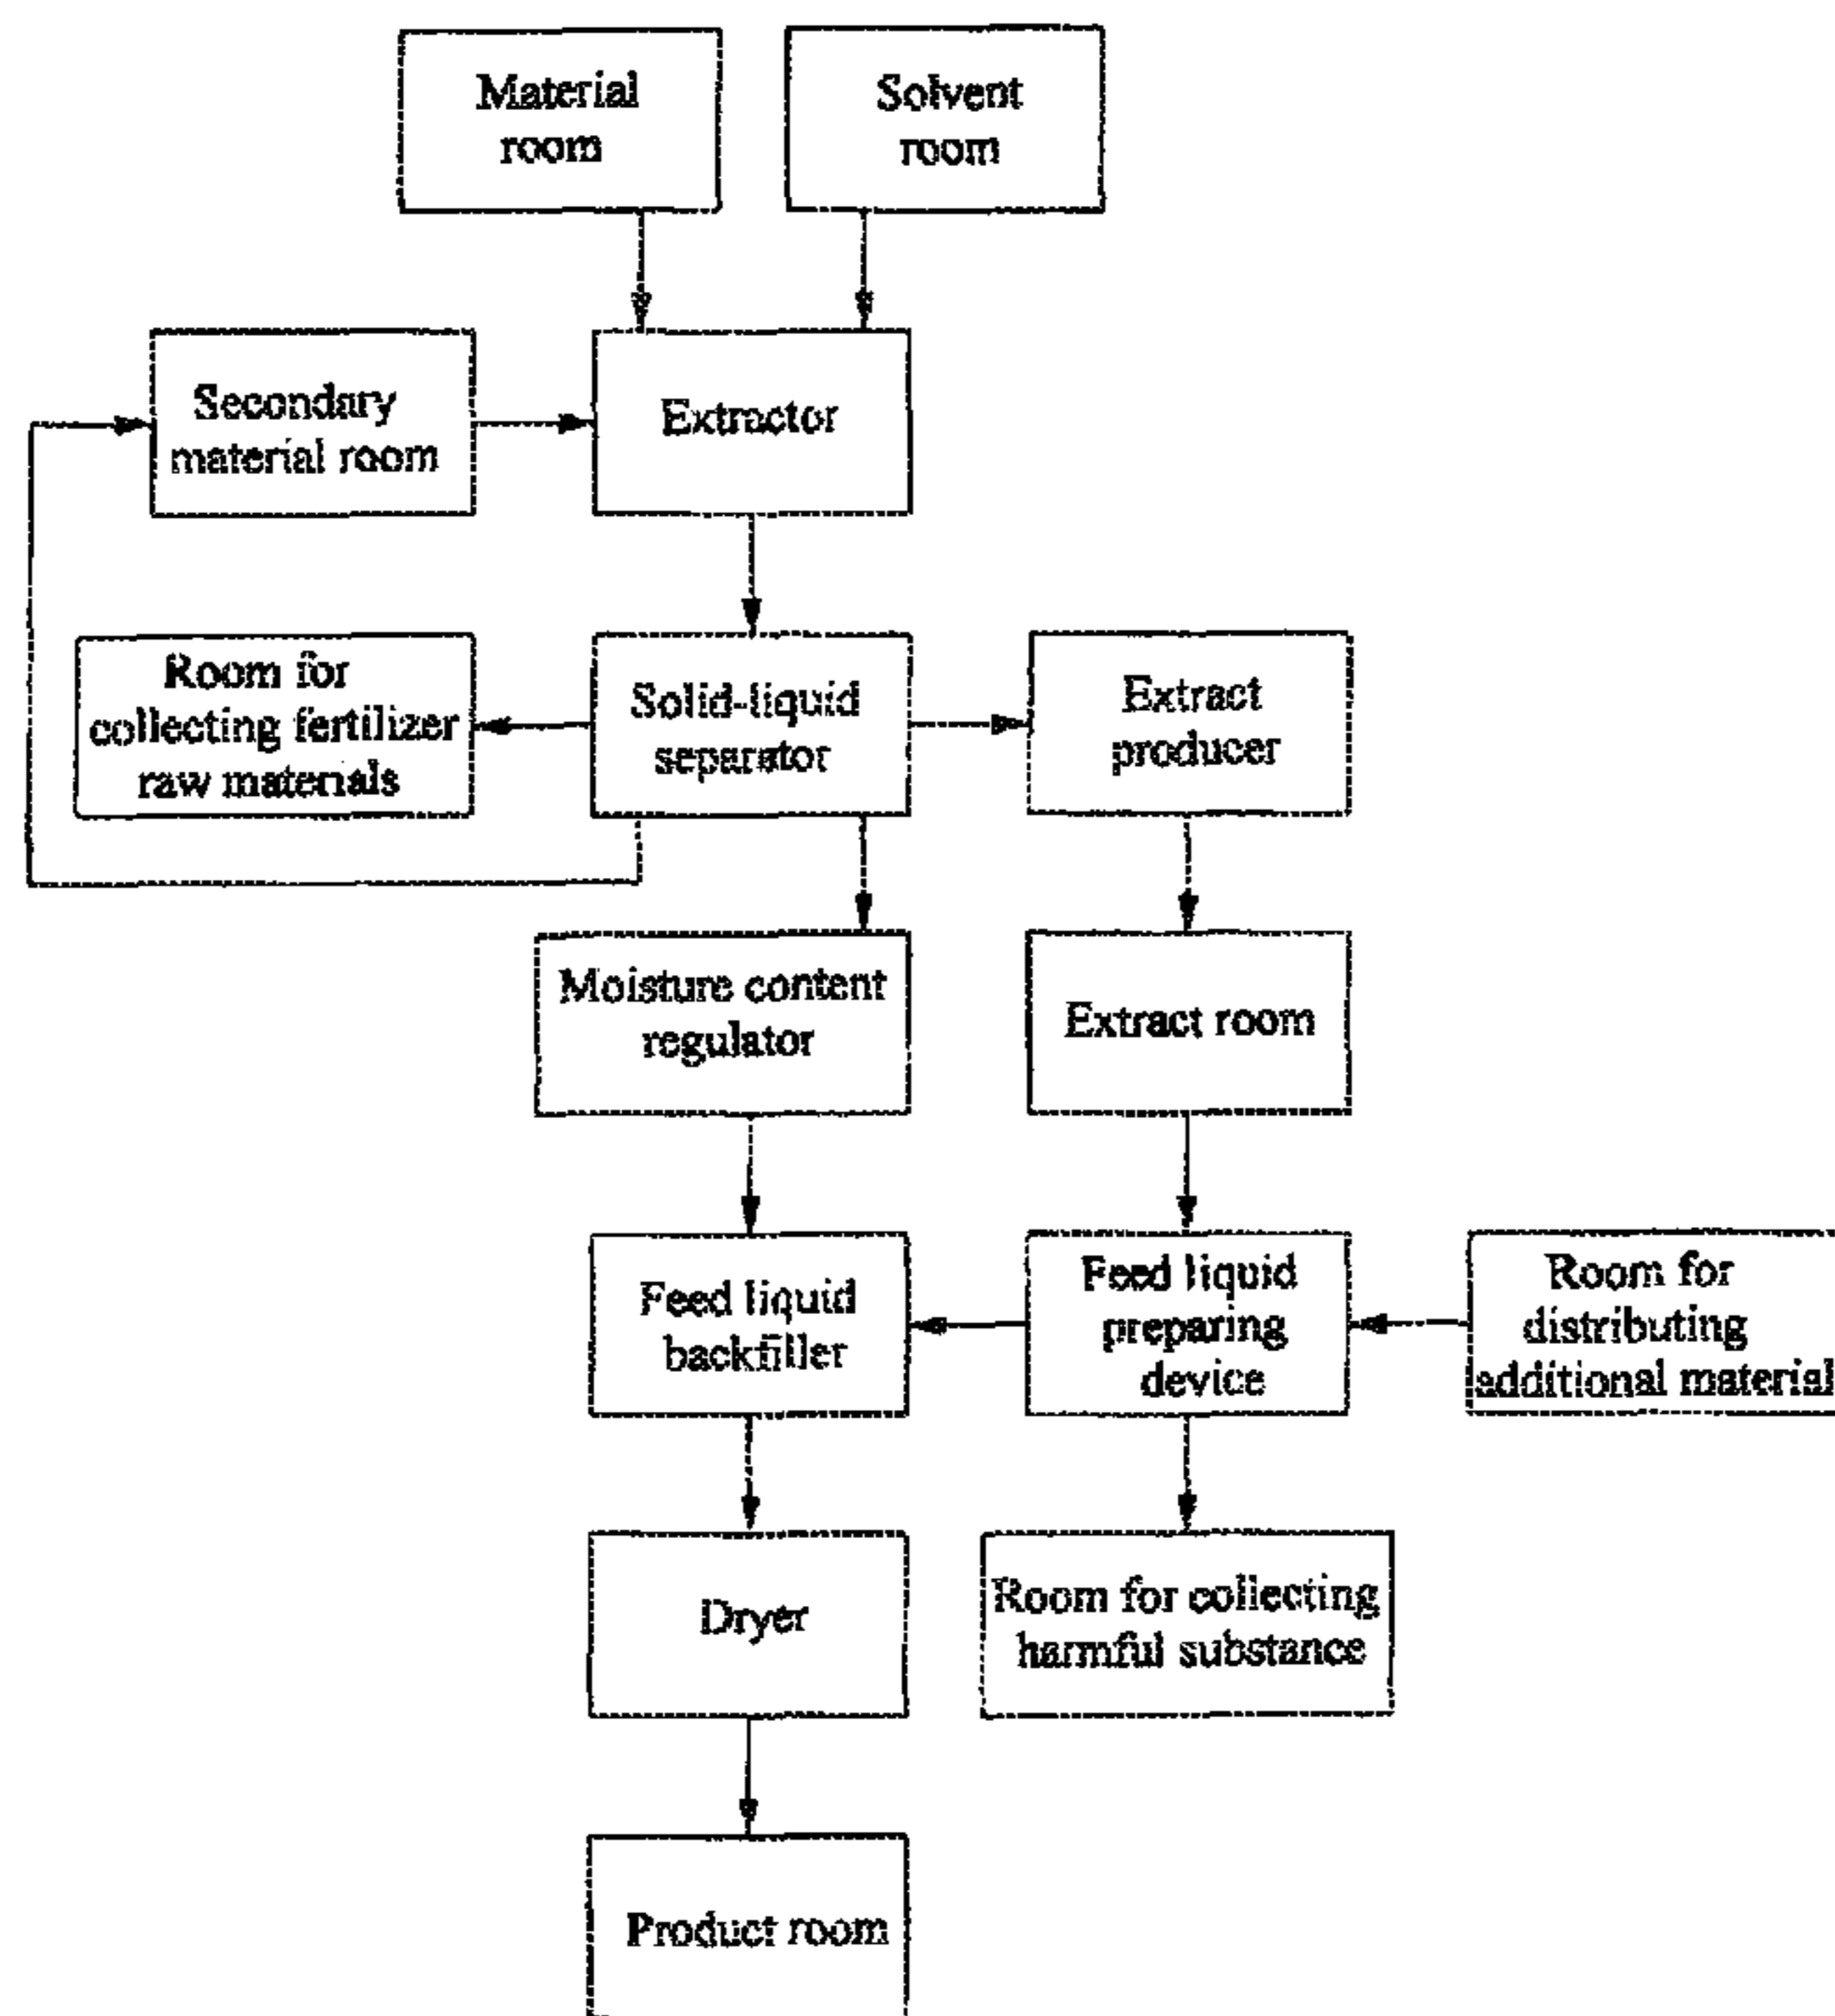 Material
room
Solvent
room
Secondary
material room
Extractor
Room for
collecting fertilizer
raw materials
Solid-liquid
separator
Extract
producer
Moisture content
regulator
Extract room
Feed liquid
backfiller
Feed liquid
preparing
device
Room for
distributing
additional material
Dryer
Room for collecting
harmful substance
Product room